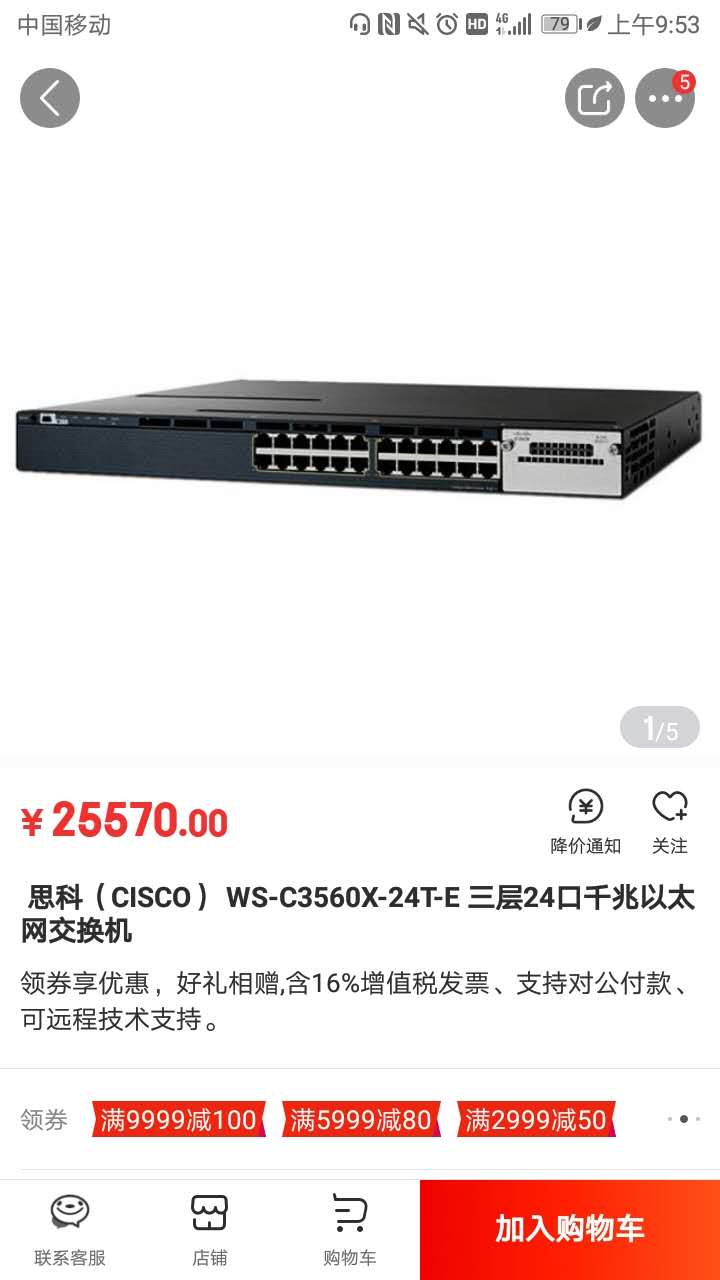 中国移动
HD
4G
79
上午9:53
5
1/5
¥ 25570.00
降价通知
关注
思科（CISCO） WS-C3560X-24T-E 三层24口千兆以太
网交换机
领券享优惠，好礼相赠,含16%增值税发票、支持对公付款、
可远程技术支持。
领券
满9999减100
满5999减80
满2999减50
联系客服
店铺
购物车
加入购物车